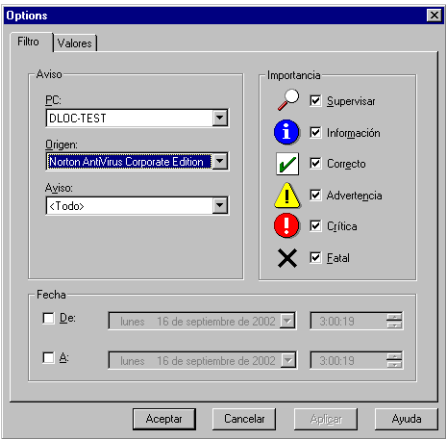 Options
Filtro
Valores
Aviso
PC:
DLOC-TEST
Origen:
Norton AntiVirus Corporate Edition
Aviso:
<Todo>
Importancia
Supervisar
Información
Correcto
Advertencia
Crítica
Fatal
Fecha
De: lunes 16 de septiembre de 2002 3:00:19
A: lunes 16 de septiembre de 2002 3:00:19
Aceptar Cancelar Aplicar Ayuda